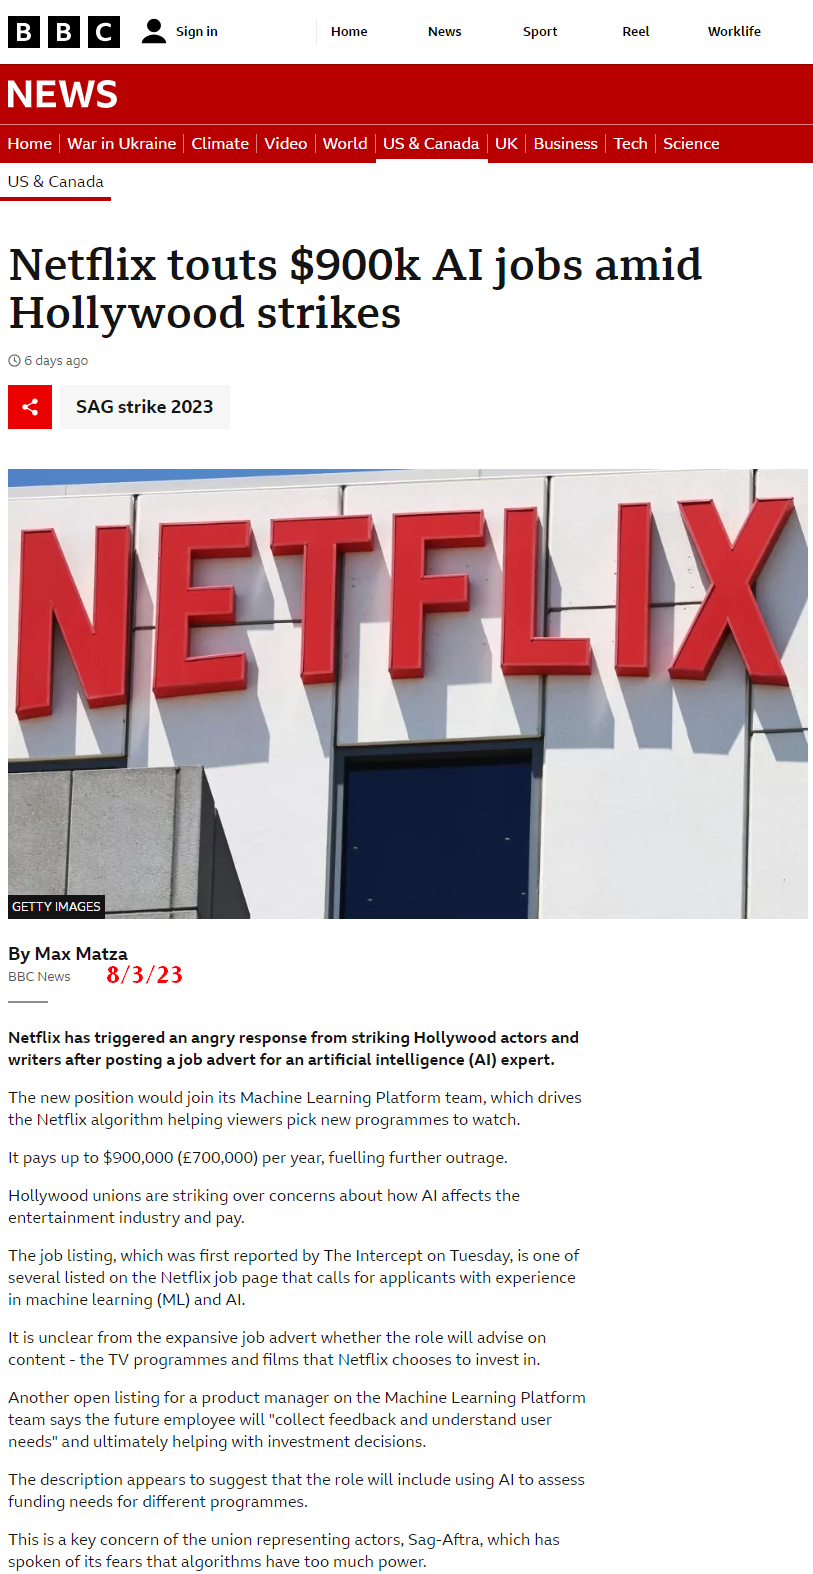 BBC Sign in Home News Sport Reel Worklife
NEWS
Home War in Ukraine Climate Video World US & Canada UK Business Tech Science
US & Canada
Netflix touts $900k AI jobs amid
Hollywood strikes
6 days ago
SAG strike 2023
NETFLIX
GETTY IMAGES
By Max Matza
BBC News 8/3/23
Netflix has triggered an angry response from striking Hollywood actors and
writers after posting a job advert for an artificial intelligence (AI) expert.
The new position would join its Machine Learning Platform team, which drives
the Netflix algorithm helping viewers pick new programmes to watch.
It pays up to $900,000 (£700,000) per year, fuelling further outrage.
Hollywood unions are striking over concerns about how AI affects the
entertainment industry and pay.
The job listing, which was first reported by The Intercept on Tuesday, is one of
several listed on the Netflix job page that calls for applicants with experience
in machine learning (ML) and AI.
It is unclear from the expansive job advert whether the role will advise on
content - the TV programmes and films that Netflix chooses to invest in.
Another open listing for a product manager on the Machine Learning Platform
team says the future employee will "collect feedback and understand user
needs" and ultimately helping with investment decisions.
The description appears to suggest that the role will include using AI to assess
funding needs for different programmes.
This is a key concern of the union representing actors, Sag-Aftra, which has
spoken of its fears that algorithms have too much power.